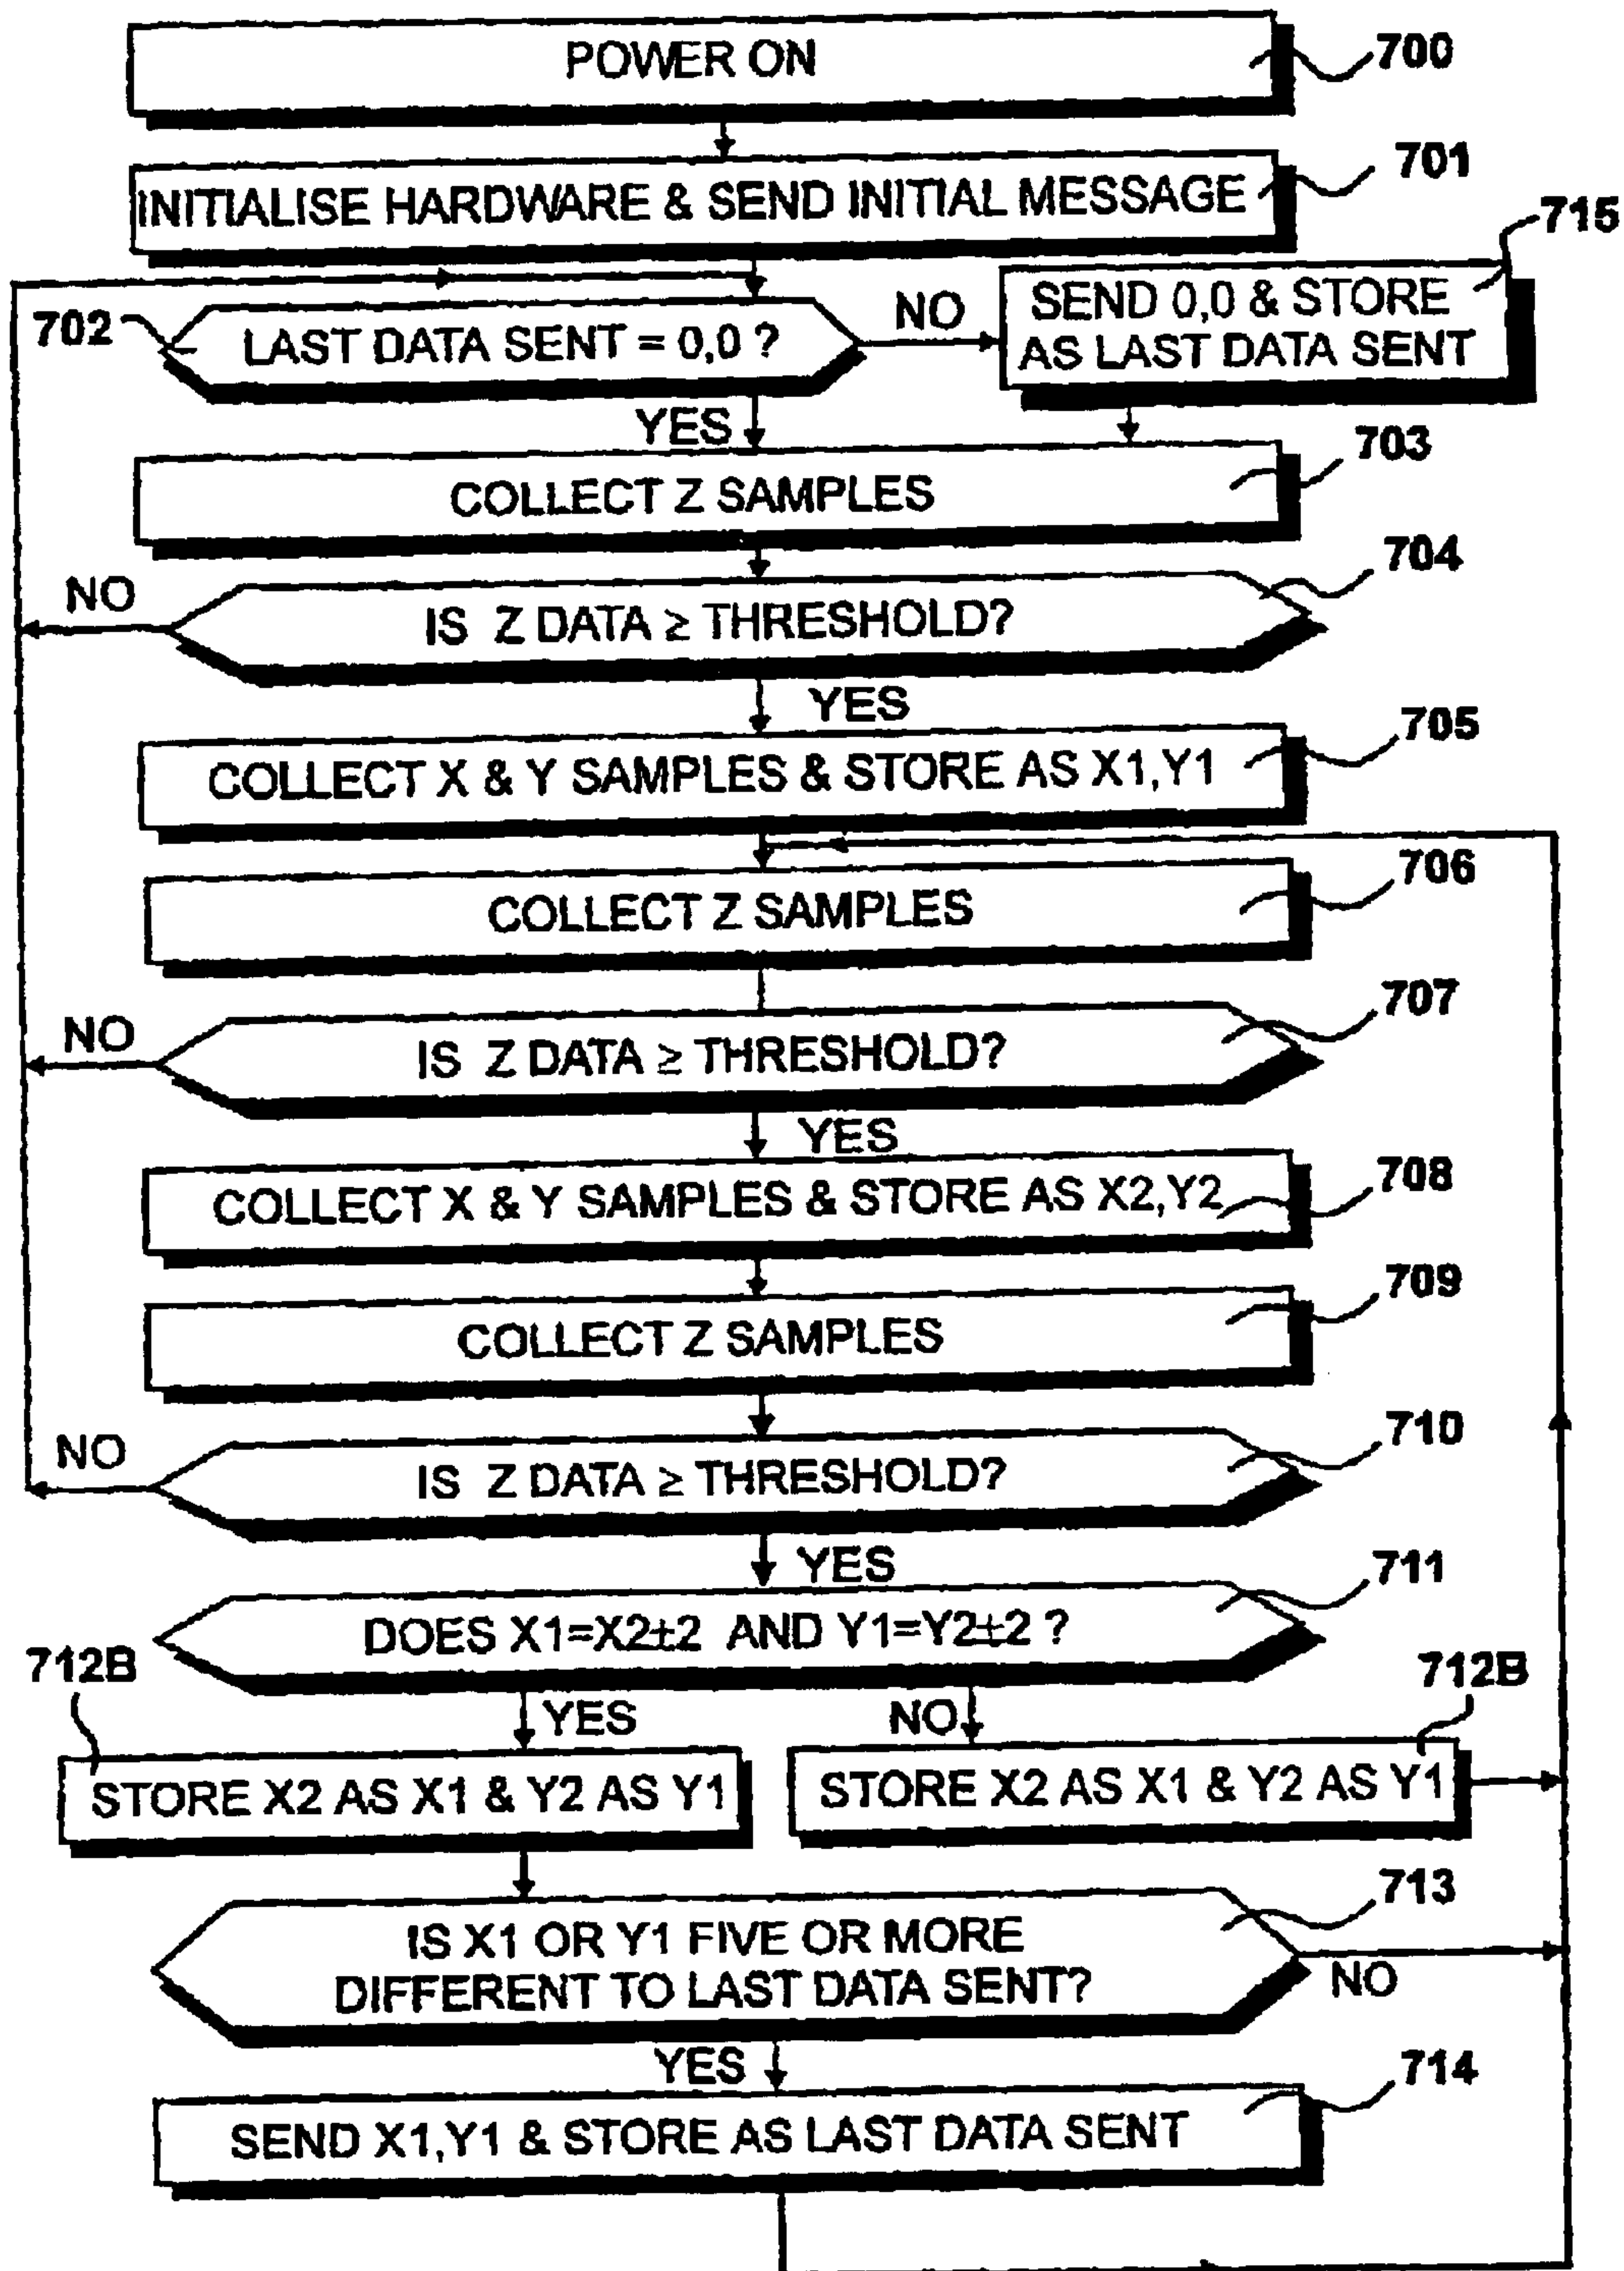 POWER ON
700
INITIALISE HARDWARE & SEND INITIAL MESSAGE
701
715
702
LAST DATA SENT = 0,0 ?
NO
SEND 0,0 & STORE
AS LAST DATA SENT
YES
703
COLLECT Z SAMPLES
704
NO
IS Z DATA ≥ THRESHOLD?
YES
705
COLLECT X & Y SAMPLES & STORE AS X1,Y1
706
COLLECT Z SAMPLES
707
NO
IS Z DATA ≥ THRESHOLD?
YES
708
COLLECT X & Y SAMPLES & STORE AS X2,Y2
709
COLLECT Z SAMPLES
710
NO
IS Z DATA ≥ THRESHOLD?
YES
711
DOES X1=X2±2 AND Y1=Y2±2 ?
712B
712B
YES
NO
STORE X2 AS X1 & Y2 AS Y1
STORE X2 AS X1 & Y2 AS Y1
713
IS X1 OR Y1 FIVE OR MORE
DIFFERENT TO LAST DATA SENT?
NO
YES
714
SEND X1,Y1 & STORE AS LAST DATA SENT